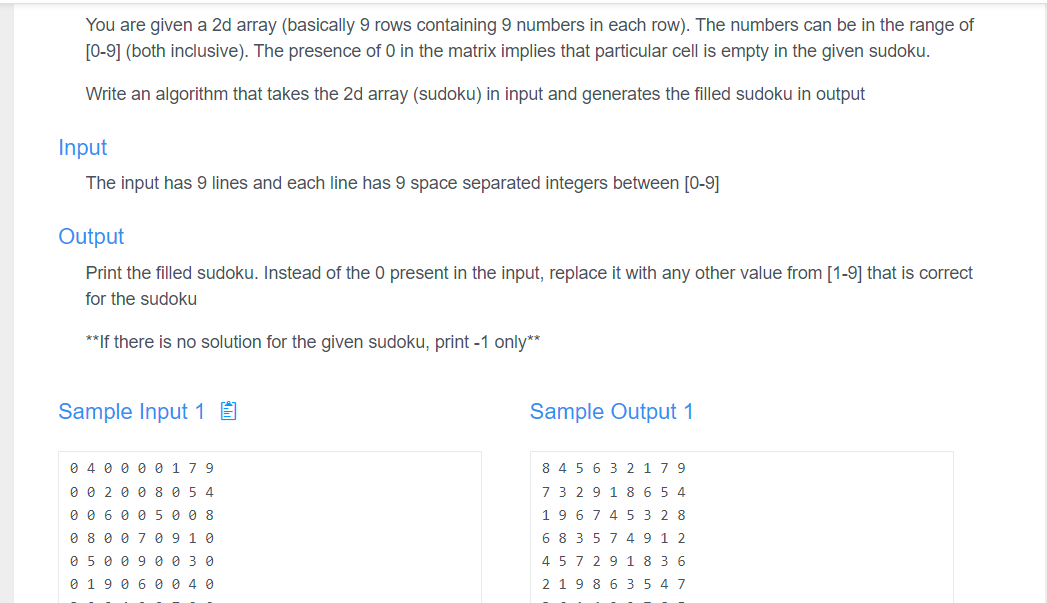 You are given a 2d array (basically 9 rows containing 9 numbers in each row). The numbers can be in the range of
[0-9] (both inclusive). The presence of 0 in the matrix implies that particular cell is empty in the given sudoku.
Write an algorithm that takes the 2d array (sudoku) in input and generates the filled sudoku in output
Input
The input has 9 lines and each line has 9 space separated integers between [0-9]
Output
Print the filled sudoku. Instead of the 0 present in the input, replace it with any other value from [1-9] that is correct
for the sudoku
**If there is no solution for the given sudoku, print -1 only**
Sample Input 1
0 4 0 0 0 0 1 7 9
0 0 2 0 0 8 0 5 4
0 0 6 0 0 5 0 0 8
0 8 0 0 7 0 9 1 0
0 5 0 0 9 0 0 3 0
0 1 9 0 6 0 0 4 0
Sample Output 1
8 4 5 6 3 2 1 7 9
7 3 2 9 1 8 6 5 4
1 9 6 7 4 5 3 2 8
6 8 3 5 7 4 9 1 2
4 5 7 2 9 1 8 3 6
2 1 9 8 6 3 5 4 7